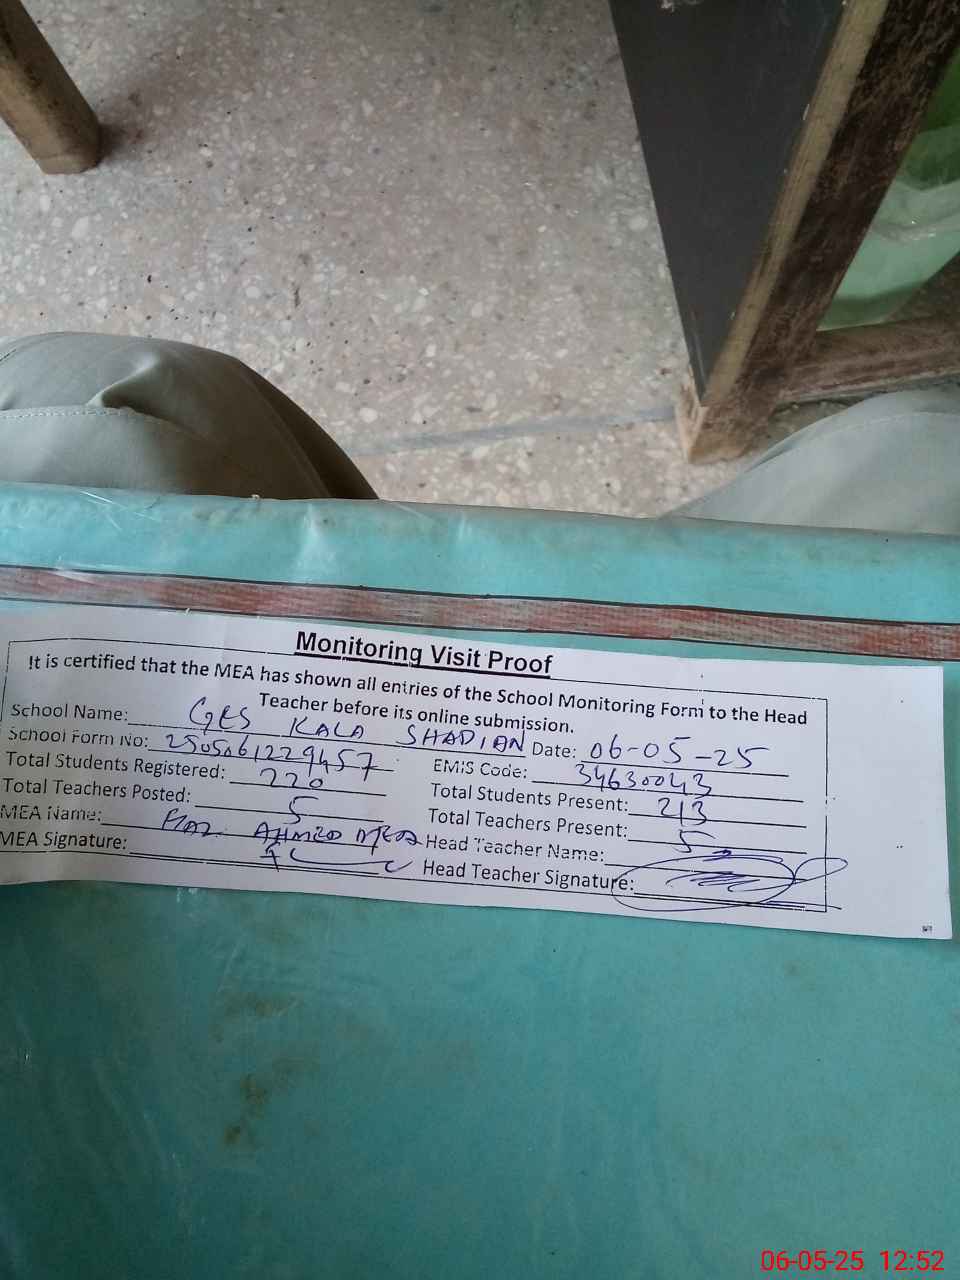 Monitoring Visit Proof
It is certified that the MEA has shown all entries of the School Monitoring Form to the Head
Teacher before its online submission.
School Name: GES KALA SHADIAN Date: 06-05-25
School Form No: 2505061229457 EMIS Code: 34630043
Total Students Registered: 220 Total Students Present: 213
Total Teachers Posted: 5 Total Teachers Present: 5
MEA Name: AHMED Head Teacher Name:
MEA Signature: Head Teacher Signature:
06-05-25 12:52